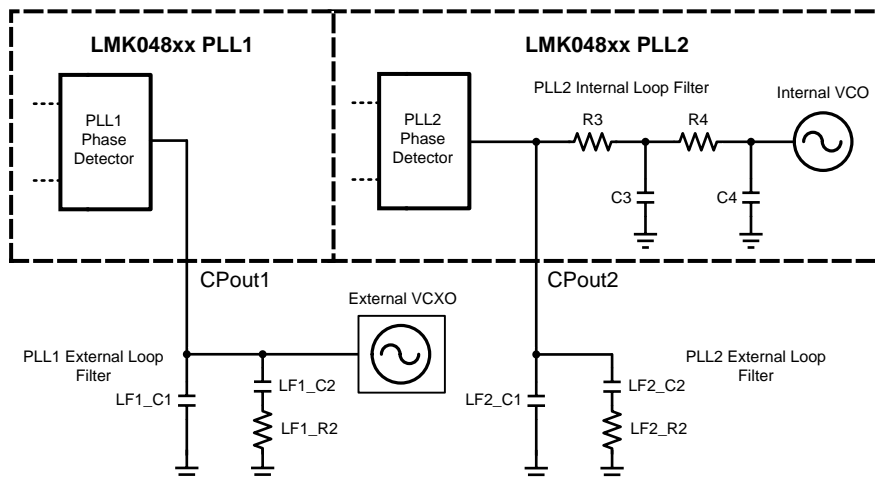 LMK048xx PLL1
LMK048xx PLL2
PLL1
Phase
Detector
PLL2
Phase
Detector
PLL2 Internal Loop Filter
Internal VCO
R3
R4
C3
C4
CPout1
CPout2
External VCXO
PLL1 External Loop
Filter
LF1_C1
LF1_C2
LF1_R2
LF2_C1
LF2_C2
LF2_R2
PLL2 External Loop
Filter